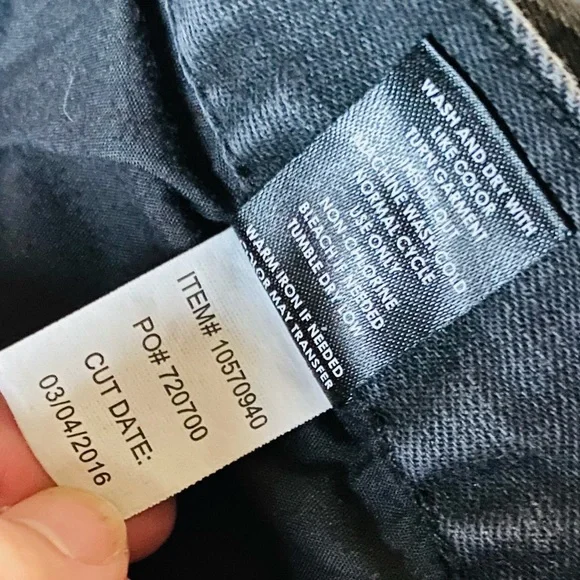 WASH AND DRY WITH
LIKE COLOR
TURN GARMENT
INSIDE OUT
MACHINE WASH COLD
NORMAL CYCLE
USE ONLY
NON-CHLORINE
BLEACH IF NEEDED
TUMBLE DRY LOW
WARM IRON IF NEEDED
MAY TRANSFER
ITEM# 10570940
PO# 720700
CUT DATE:
03/04/2016